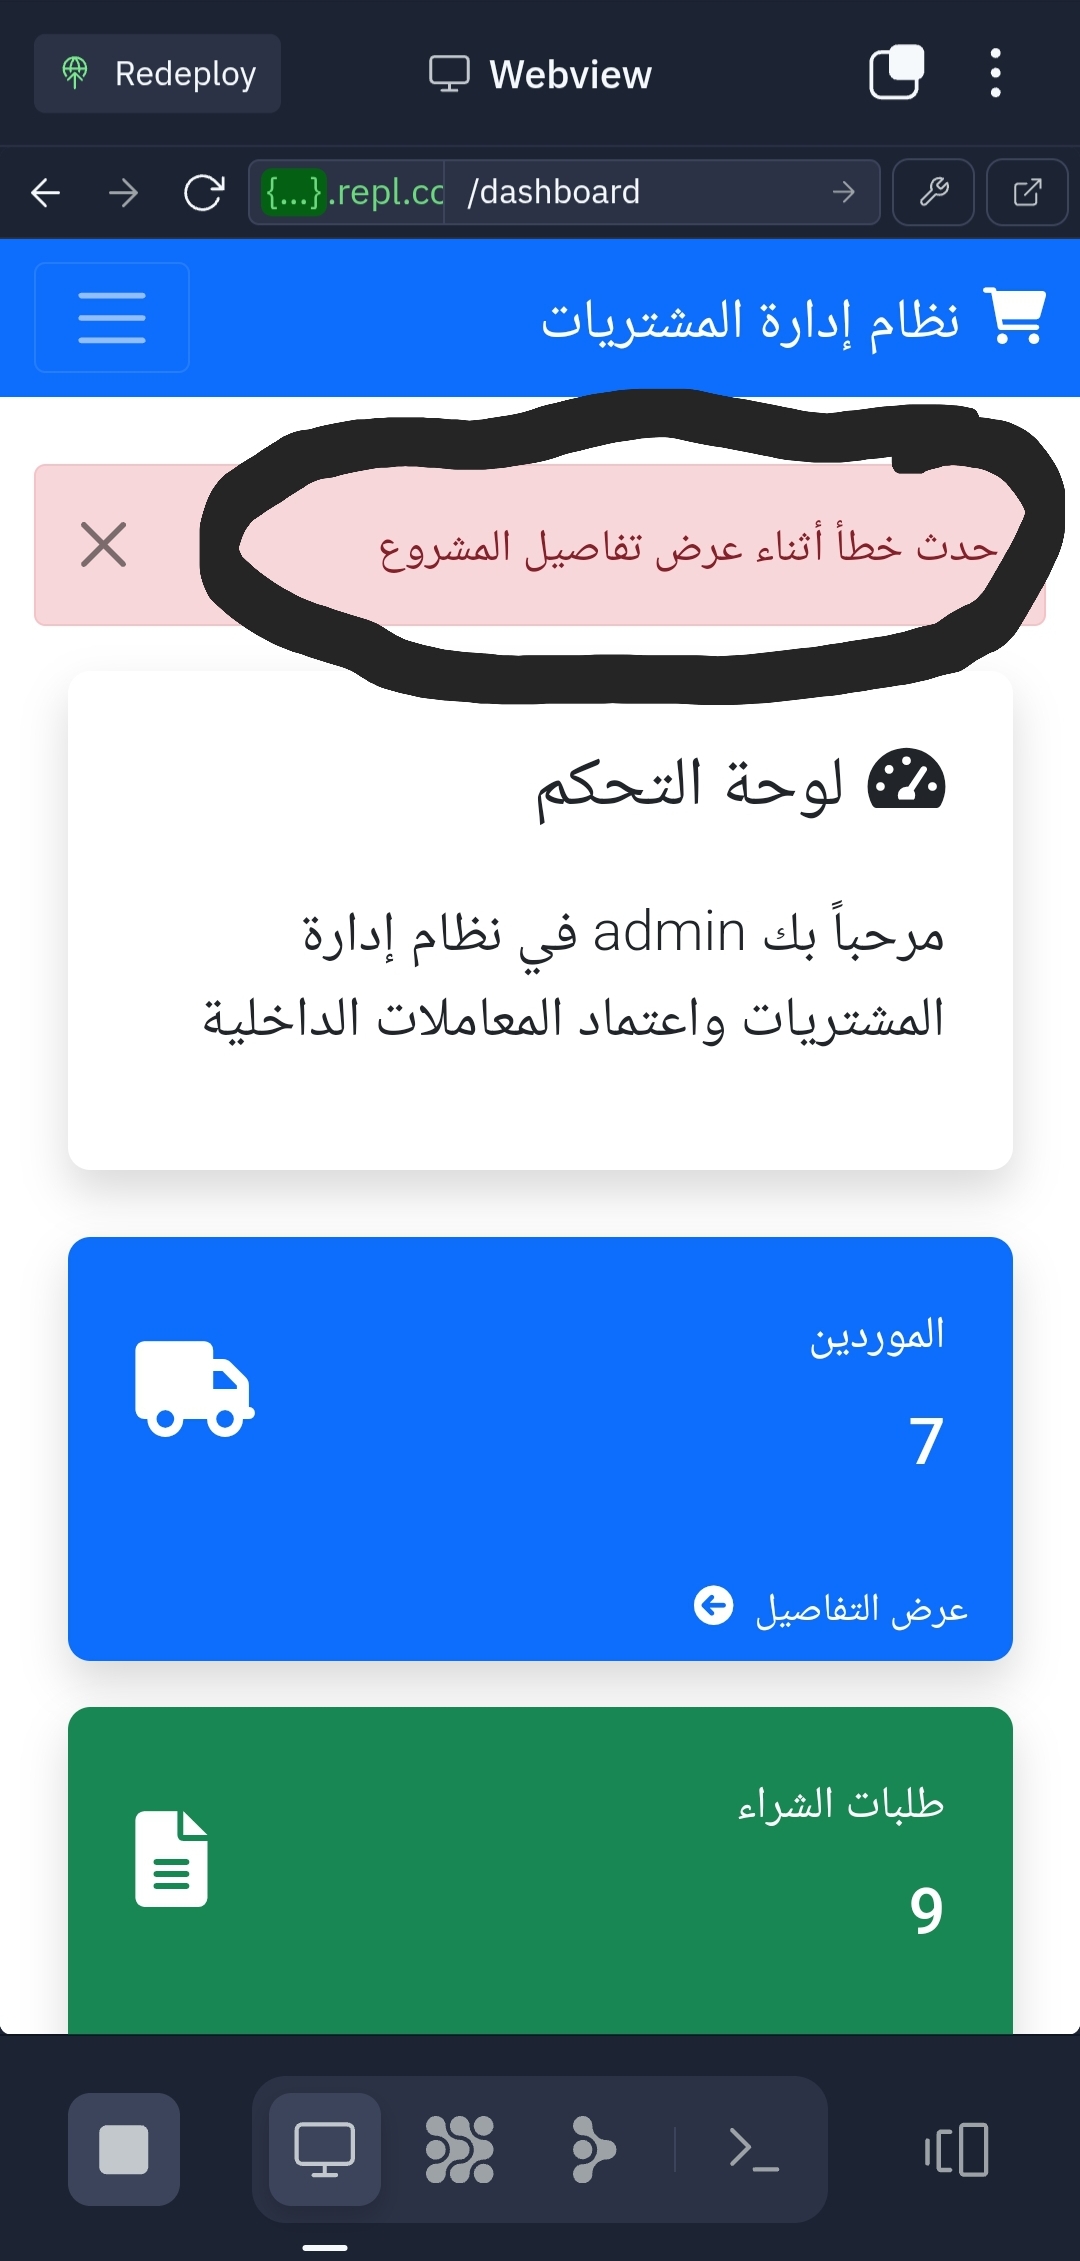 Redeploy
Webview
{...}.repl.co /dashboard
نظام إدارة المشتريات
حدث خطأ أثناء عرض تفاصيل المشروع
لوحة التحكم
مرحباً بك admin في نظام إدارة
المشتريات واعتماد المعاملات الداخلية
الموردين
7
عرض التفاصيل
طلبات الشراء
9